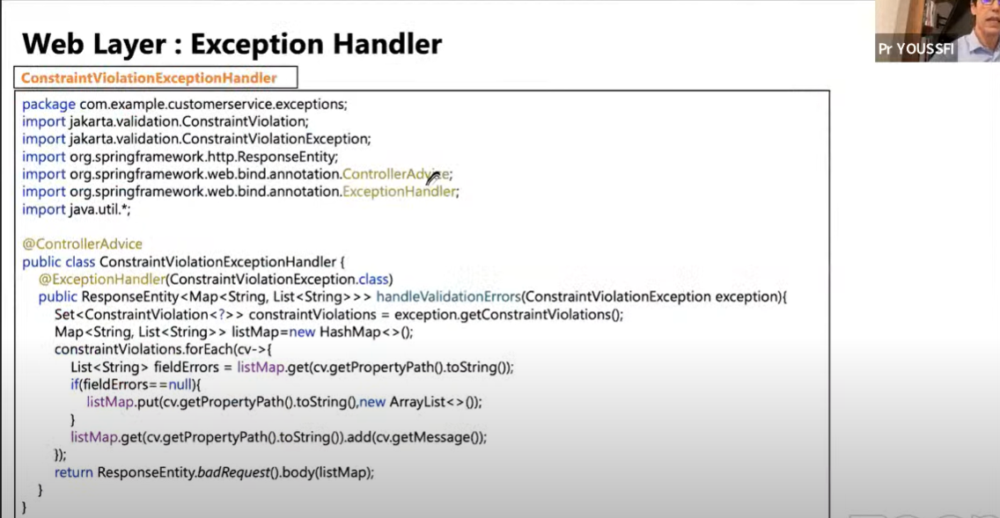 Web Layer : Exception Handler
Pr YOUSSFI
ConstraintViolationExceptionHandler
package com.example.customerservice.exceptions;
import jakarta.validation.ConstraintViolation;
import jakarta.validation.ConstraintViolationException;
import org.springframework.http.ResponseEntity;
import org.springframework.web.bind.annotation.ControllerAdvice;
import org.springframework.web.bind.annotation.ExceptionHandler;
import java.util.*;
@ControllerAdvice
public class ConstraintViolationExceptionHandler {
@ExceptionHandler(ConstraintViolationException.class)
public ResponseEntity<Map<String, List<String>>> handleValidationErrors(ConstraintViolationException exception){
Set<ConstraintViolation<?>> constraintViolations = exception.getConstraintViolations();
Map<String, List<String>> listMap=new HashMap<>();
constraintViolations.forEach(cv->{
List<String> fieldErrors = listMap.get(cv.getPropertyPath().toString());
if(fieldErrors==null){
listMap.put(cv.getPropertyPath().toString(),new ArrayList<>());
}
listMap.get(cv.getPropertyPath().toString()).add(cv.getMessage());
});
return ResponseEntity.badRequest().body(listMap);
}
}